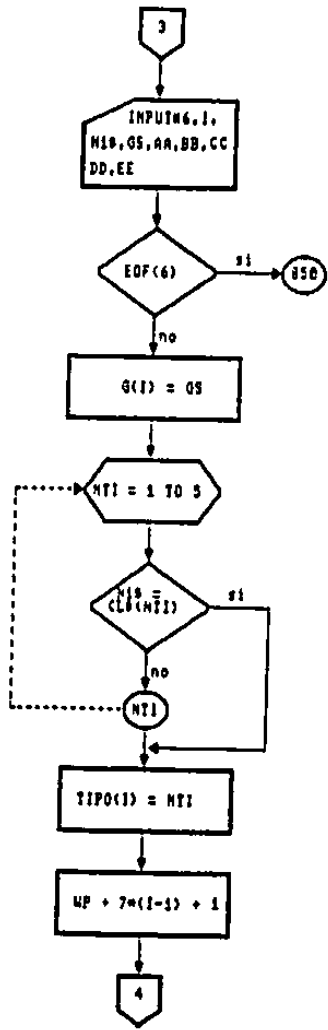 3
INPUT#6,I,
N1$,GS,AA,BB,CC
DD,EE
EOF(6)
si
850
no
G(I) = GS
NTI = 1 TO 5
N1$ =
CL$(NTI)
si
no
NTI
TIPO(I) = NTI
WP + 7*(I-1) + 1
4